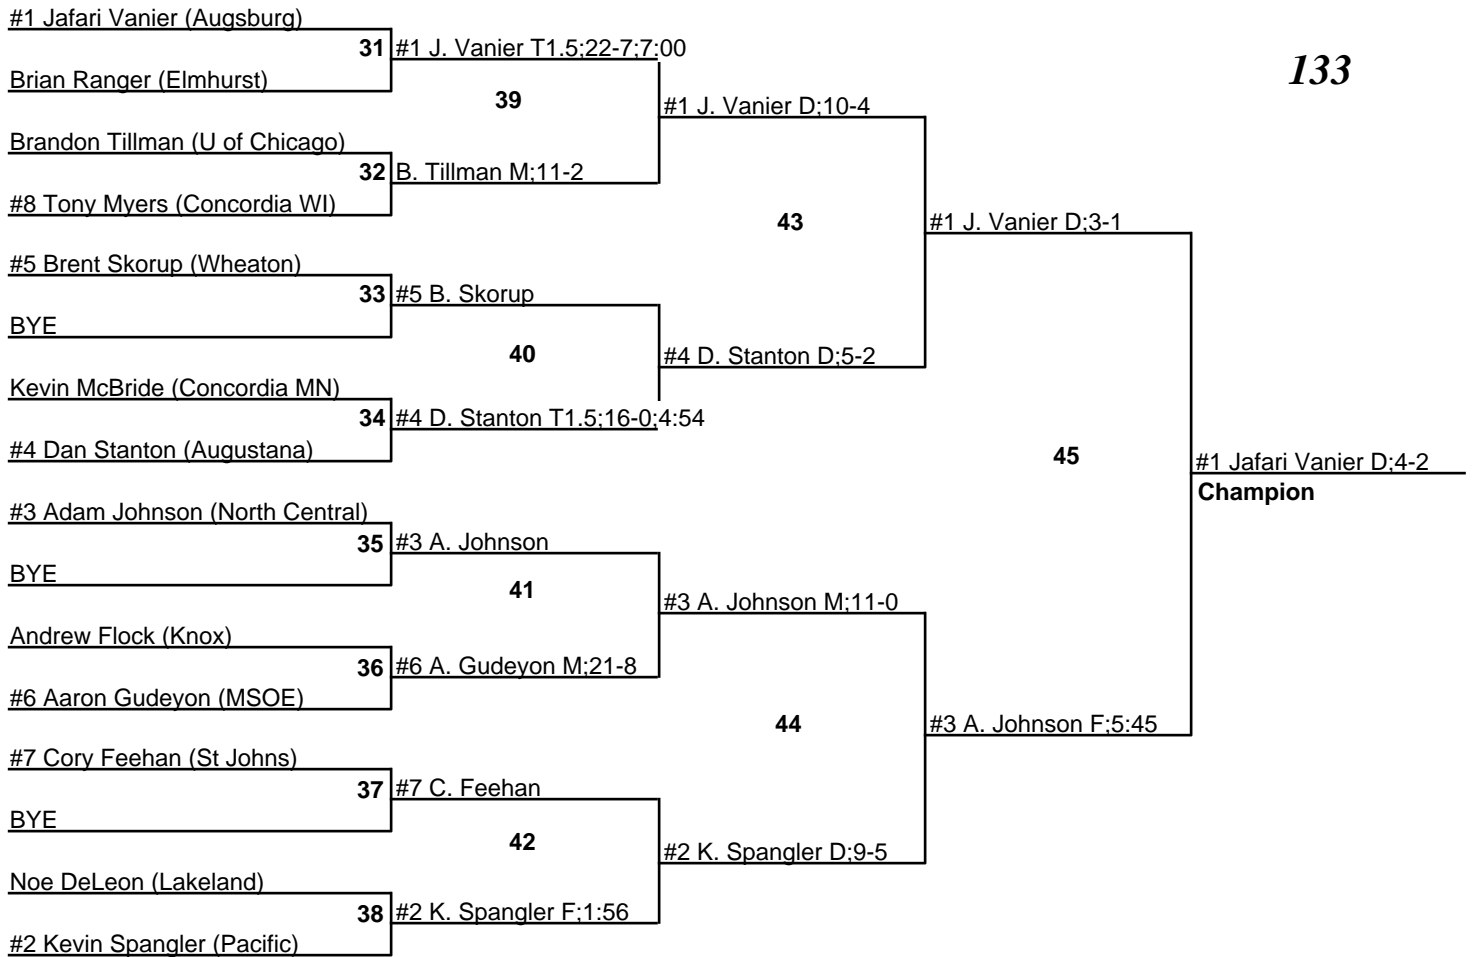 133
#1 Jafari Vanier (Augsburg)
31
#1 J. Vanier T1.5;22-7;7:00
Brian Ranger (Elmhurst)
39
#1 J. Vanier D;10-4
Brandon Tillman (U of Chicago)
32
B. Tillman M;11-2
#8 Tony Myers (Concordia WI)
43
#1 J. Vanier D;3-1
#5 Brent Skorup (Wheaton)
33
#5 B. Skorup
BYE
40
#4 D. Stanton D;5-2
Kevin McBride (Concordia MN)
34
#4 D. Stanton T1.5;16-0;4:54
#4 Dan Stanton (Augustana)
45
#1 Jafari Vanier D;4-2
Champion
#3 Adam Johnson (North Central)
35
#3 A. Johnson
BYE
41
#3 A. Johnson M;11-0
Andrew Flock (Knox)
36
#6 A. Gudeyon M;21-8
#6 Aaron Gudeyon (MSOE)
44
#3 A. Johnson F;5:45
#7 Cory Feehan (St Johns)
37
#7 C. Feehan
BYE
42
#2 K. Spangler D;9-5
Noe DeLeon (Lakeland)
38
#2 K. Spangler F;1:56
#2 Kevin Spangler (Pacific)